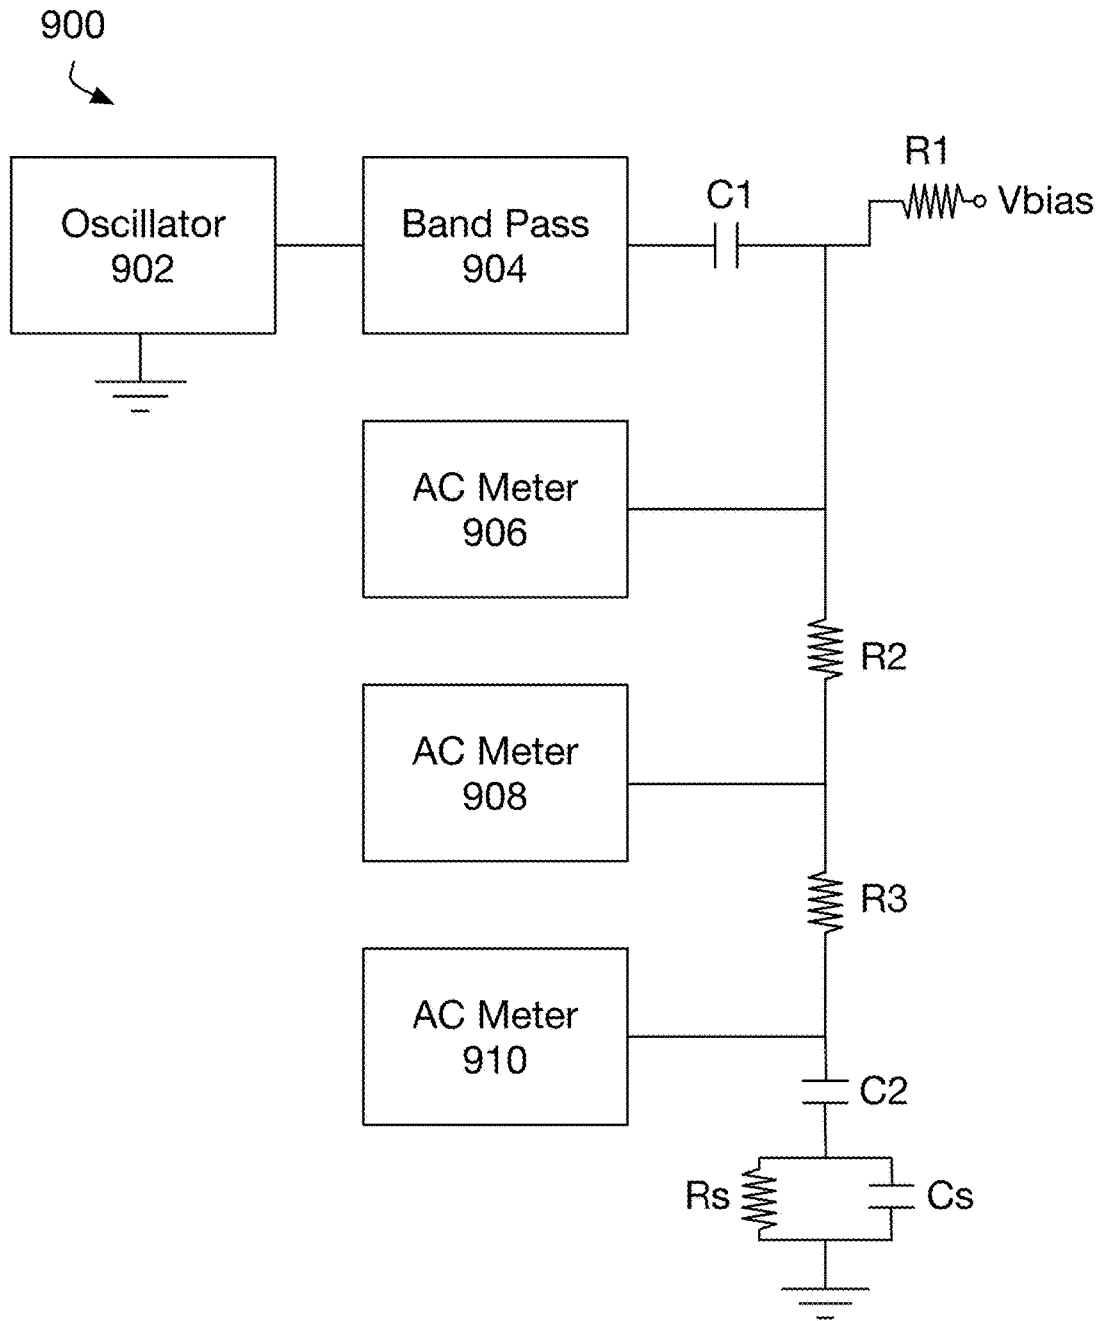 900
R1
Vbias
C1
Oscillator
902
Band Pass
904
AC Meter
906
R2
AC Meter
908
R3
AC Meter
910
C2
Rs
Cs